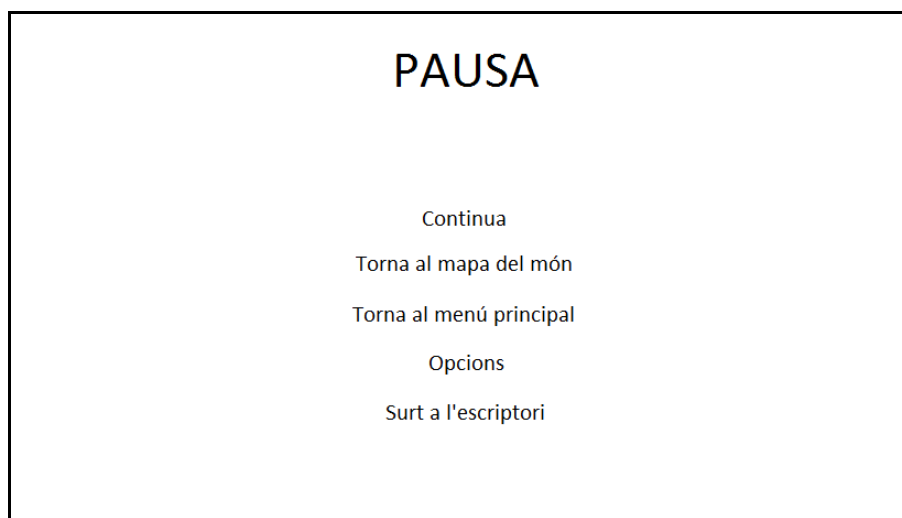 PAUSA
Continua
Torna al mapa del món
Torna al menú principal
Opcions
Surt a l'escriptori